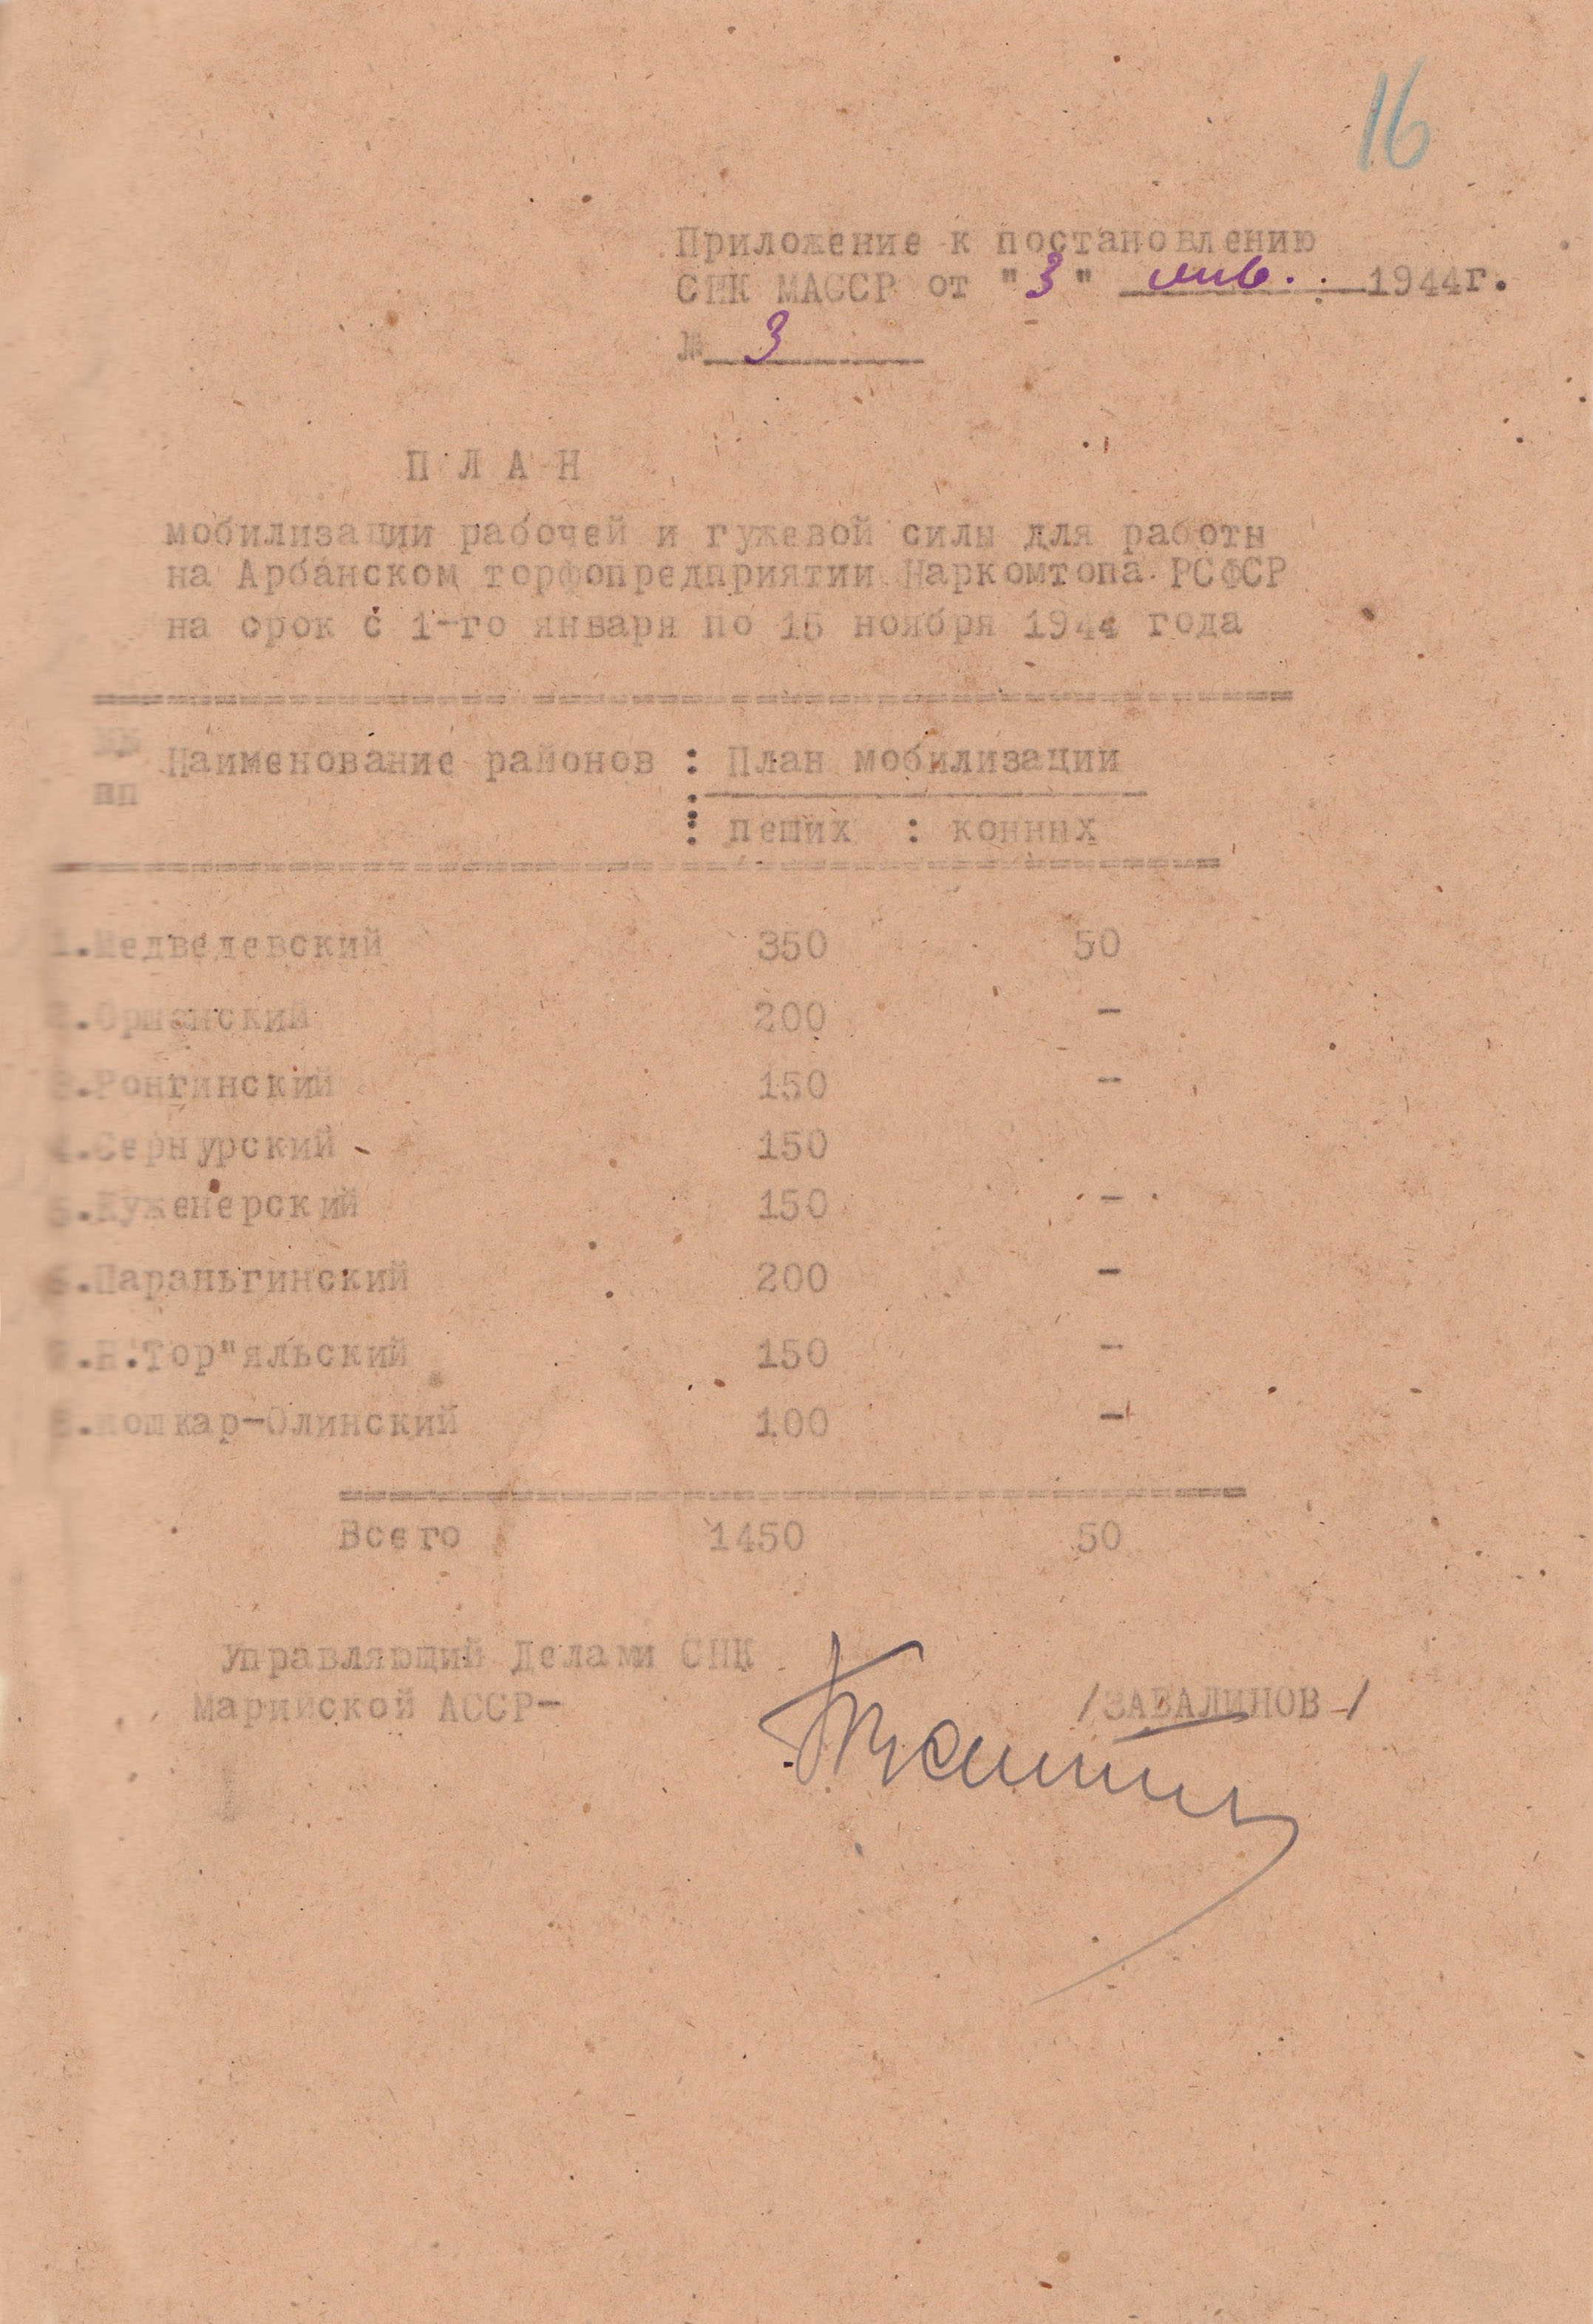 16
Приложение к постановлению
СНК МАССР от "3" янв. 1944г.
№ 3
П Л А Н
мобилизации рабочей и гужевой силы для работы
на Арбанском торфопредприятии Наркомтопа РСФСР
на срок с 1-го января по 15 ноября 1944 года
№№ Наименование районов : План мобилизации
пп
: пеших : конных
1.Медведевский 350 50
2.Оршанский 200 -
3.Ронгинский 150 -
4.Сернурский - 150
5.Куженерский 150 -
6.Параньгинский 200 -
7.Н.Тор"яльский 150 -
8.Йошкар-Олинский 100 -
Всего 1450 50
Управляющий Делами СНК
Марийской АССР- /ЗАБАЛИНОВ /